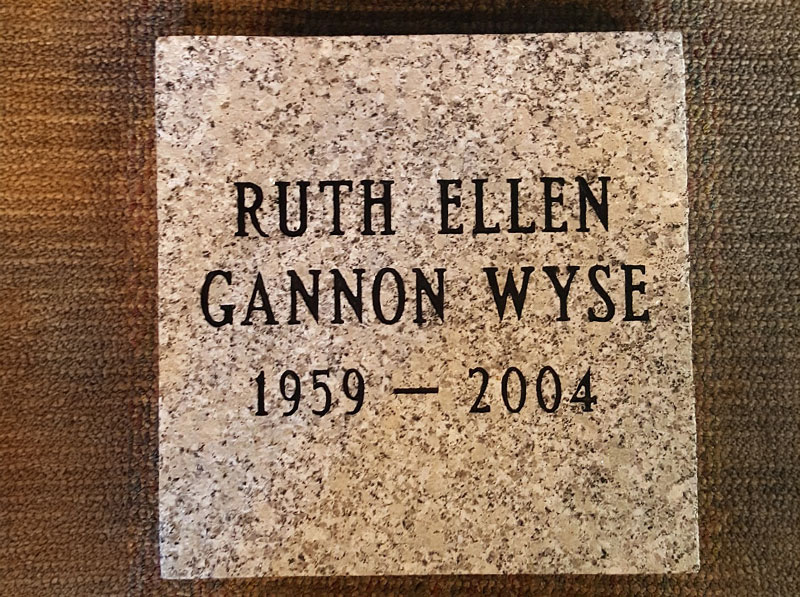 RUTH ELLEN
GANNON WYSE
1959 — 2004